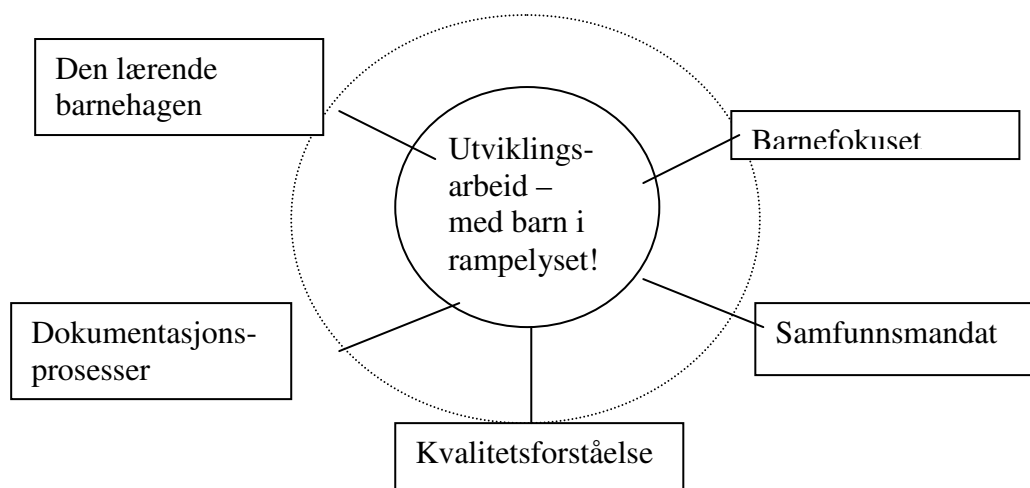 Den lærende
barnehagen
Utviklings-
arbeid –
med barn i
rampelyset!
Barnefokuset
Dokumentasjons-
prosesser
Samfunnsmandat
Kvalitetsforståelse